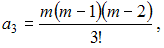 a₃ = m(m−1)(m−2) / 3! ,